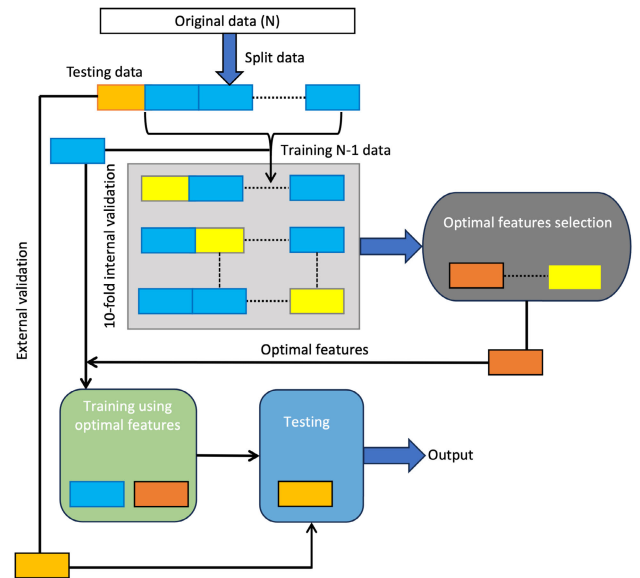 Original data (N)
Split data
Testing data
Training N-1 data
10-fold internal validation
Optimal features selection
External validation
Optimal features
Training using
optimal features
Testing
Output